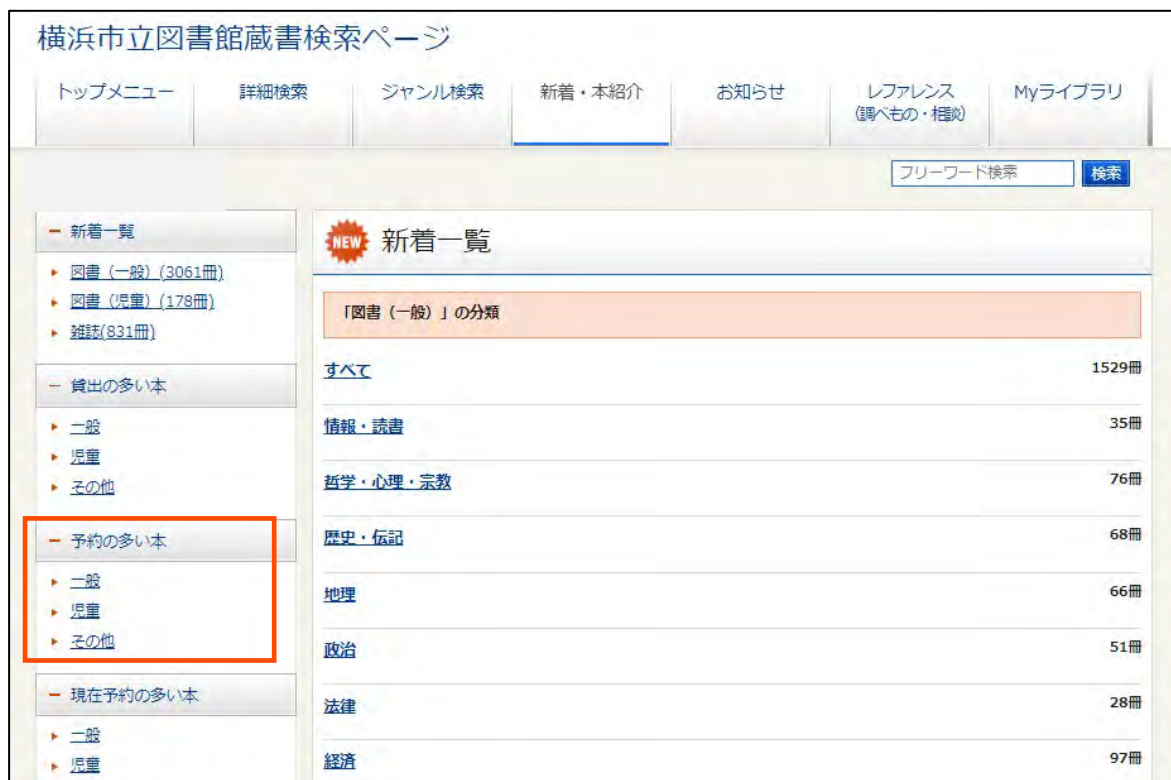 横浜市立図書館蔵書検索ページ
トップメニュー 詳細検索 ジャンル検索 新着・本紹介 お知らせ レファレンス Myライブラリ
(調べもの・相談)
フリーワード検索 検索
− 新着一覧
図書(一般)(3061冊)
図書(児童)(178冊)
雑誌(831冊)
− 貸出の多い本
一般
児童
その他
− 予約の多い本
一般
児童
その他
− 現在予約の多い本
一般
児童
NEW 新着一覧
「図書(一般)」の分類
すべて 1529冊
情報・読書 35冊
哲学・心理・宗教 76冊
歴史・伝記 68冊
地理 66冊
政治 51冊
法律 28冊
経済 97冊